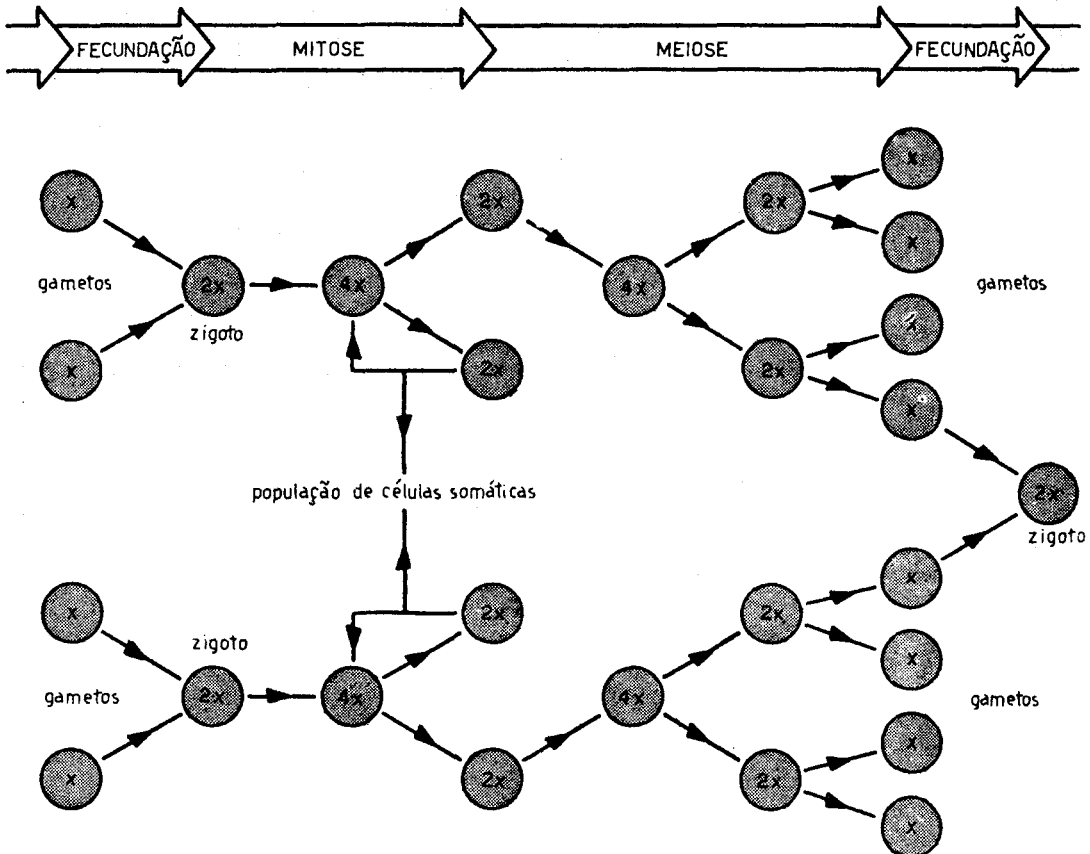 FECUNDAÇÃO MITOSE MEIOSE FECUNDAÇÃO
x
2x 2x x
x
gametos 2x 4x 4x gametos
zigoto
x
x 2x 2x
x
população de células somáticas 2x
zigoto
x
x 2x 2x
zigoto
x
gametos 2x 4x 4x gametos
x
x 2x 2x
x